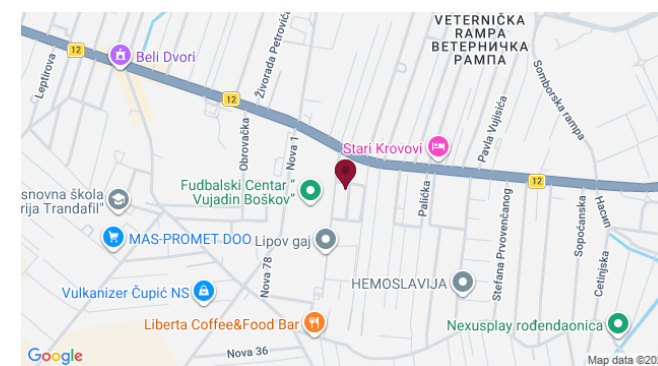 VETERNIČKA
RAMPA
ВЕТЕРНИЧКА
РАМПА
Leptirova
12
Beli Dvori
Živorada Petrovića
Somborska rampa
12
Obrovačka
Nova 1
Stari Krovovi
Pavla Vujisića
12
Fudbalski Centar "
Vujadin Boškov"
snovna škola
rija Trandafil"
Palićka
Stefana Prvovenčanog
Sopoćanska
Насип
MAS-PROMET DOO
Lipov gaj
Cetinjska
Nova 78
HEMOSLAVIJA
Vulkanizer Čupić NS
Liberta Coffee&Food Bar
Nexusplay rođendaonica
Nova 36
Google
Map data ©202